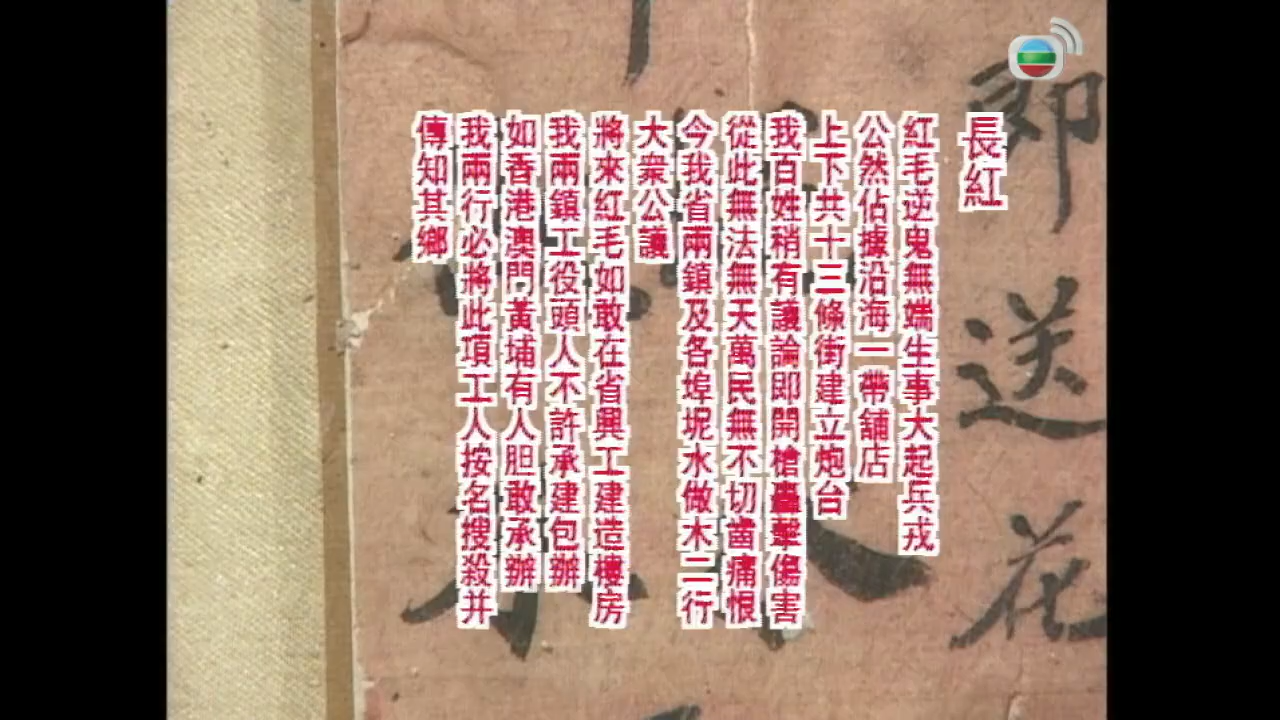 長紅
紅毛逆鬼無端生事大起兵戎
公然佔據沿海一帶舖店
上下共十三條街建立炮台
我百姓稍有議論即開槍轟擊傷害
從此無法無天萬民無不切齒痛恨
今我省兩鎮及各埠坭水做木二行
大衆公議
將來紅毛如敢在省興工建造樓房
我兩鎮工役頭人不許承建包辦
如香港澳門黃埔有人胆敢承辦
我兩行必將此項工人按名搜殺并
傳知其鄉
即送花